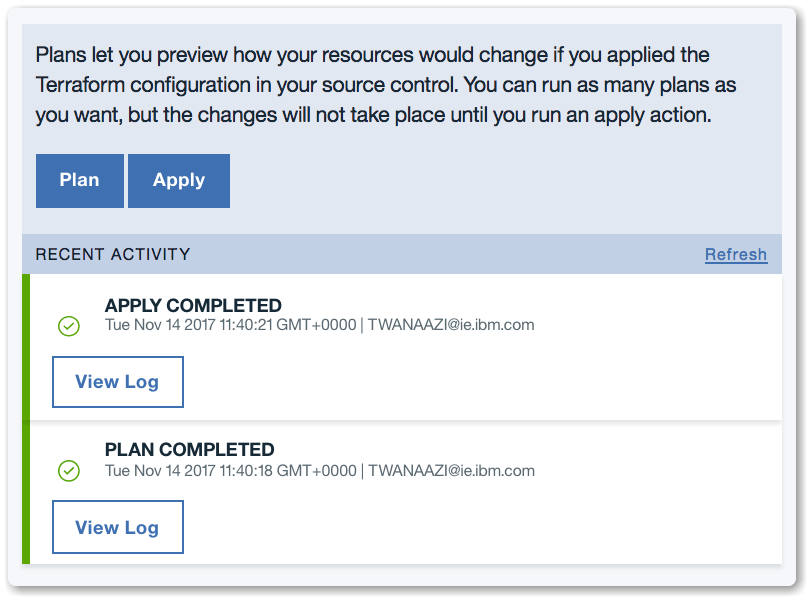 Plans let you preview how your resources would change if you applied the
Terraform configuration in your source control. You can run as many plans as
you want, but the changes will not take place until you run an apply action.
Plan Apply
RECENT ACTIVITY Refresh
APPLY COMPLETED
Tue Nov 14 2017 11:40:21 GMT+0000 | TWANAAZI@ie.ibm.com
View Log
PLAN COMPLETED
Tue Nov 14 2017 11:40:18 GMT+0000 | TWANAAZI@ie.ibm.com
View Log